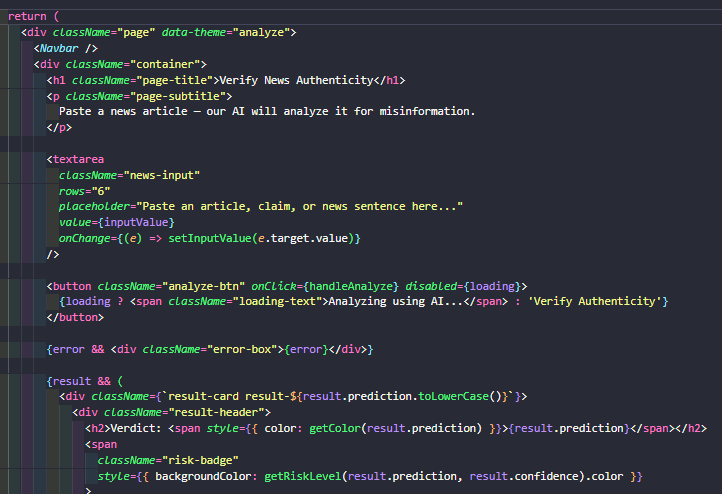 return (
<div className="page" data-theme="analyze">
<Navbar />
<div className="container">
<h1 className="page-title">Verify News Authenticity</h1>
<p className="page-subtitle">
Paste a news article — our AI will analyze it for misinformation.
</p>
<textarea
className="news-input"
rows="6"
placeholder="Paste an article, claim, or news sentence here..."
value={inputValue}
onChange={(e) => setInputValue(e.target.value)}
/>
<button className="analyze-btn" onClick={handleAnalyze} disabled={loading}>
{loading ? <span className="loading-text">Analyzing using AI...</span> : 'Verify Authenticity'}
</button>
{error && <div className="error-box">{error}</div>}
{result && (
<div className={`result-card result-${result.prediction.toLowerCase()}`}>
<div className="result-header">
<h2>Verdict: <span style={{ color: getColor(result.prediction) }}>{result.prediction}</span></h2>
<span
className="risk-badge"
style={{ backgroundColor: getRiskLevel(result.prediction, result.confidence).color }}
>